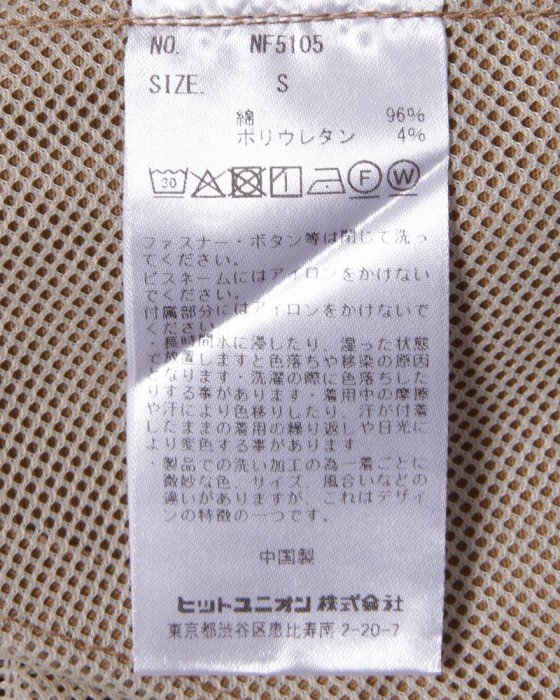 NO. NF5105
SIZE. S
綿 96%
ポリウレタン 4%
30 F W
ファスナー・ボタン等は閉じて洗っ
てください。
ピスネームにはアイロンをかけない
でください。
付属部分にはアイロンをかけないで
ください。
・長時間水に浸したり、湿った状態
で放置しますと色落ちや移染の原因
となります・洗濯の際に色落ちした
りする事があります・着用中の摩擦
や汗により色移りしたり、汗が付着
したままの着用の繰り返しや日光に
より変色する事があります
・製品での洗い加工の為一着ごとに
微妙な色、サイズ、風合いなどの
違いがありますが、これはデザイ
ンの特徴の一つです。
中国製
ヒットユニオン株式会社
東京都渋谷区恵比寿南 2-20-7